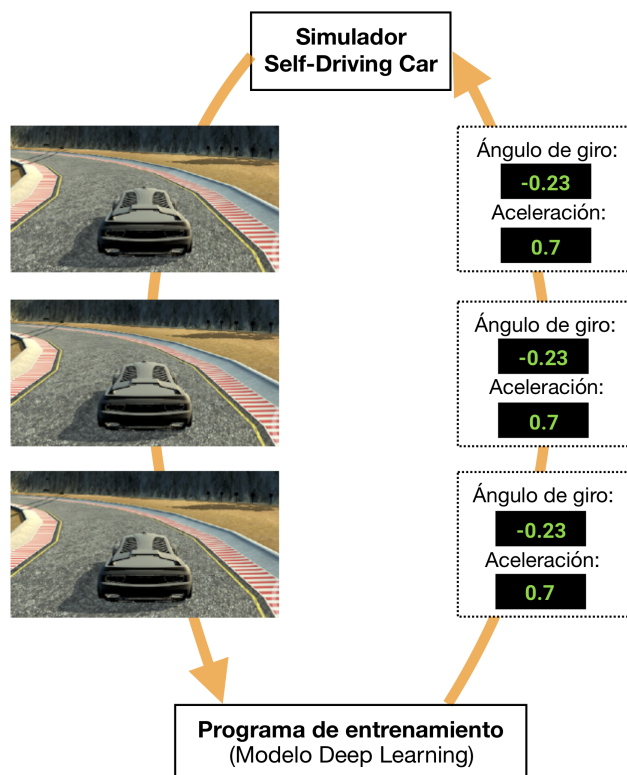 Simulador
Self-Driving Car
Ángulo de giro:
-0.23
Aceleración:
0.7
Ángulo de giro:
-0.23
Aceleración:
0.7
Ángulo de giro:
-0.23
Aceleración:
0.7
Programa de entrenamiento
(Modelo Deep Learning)